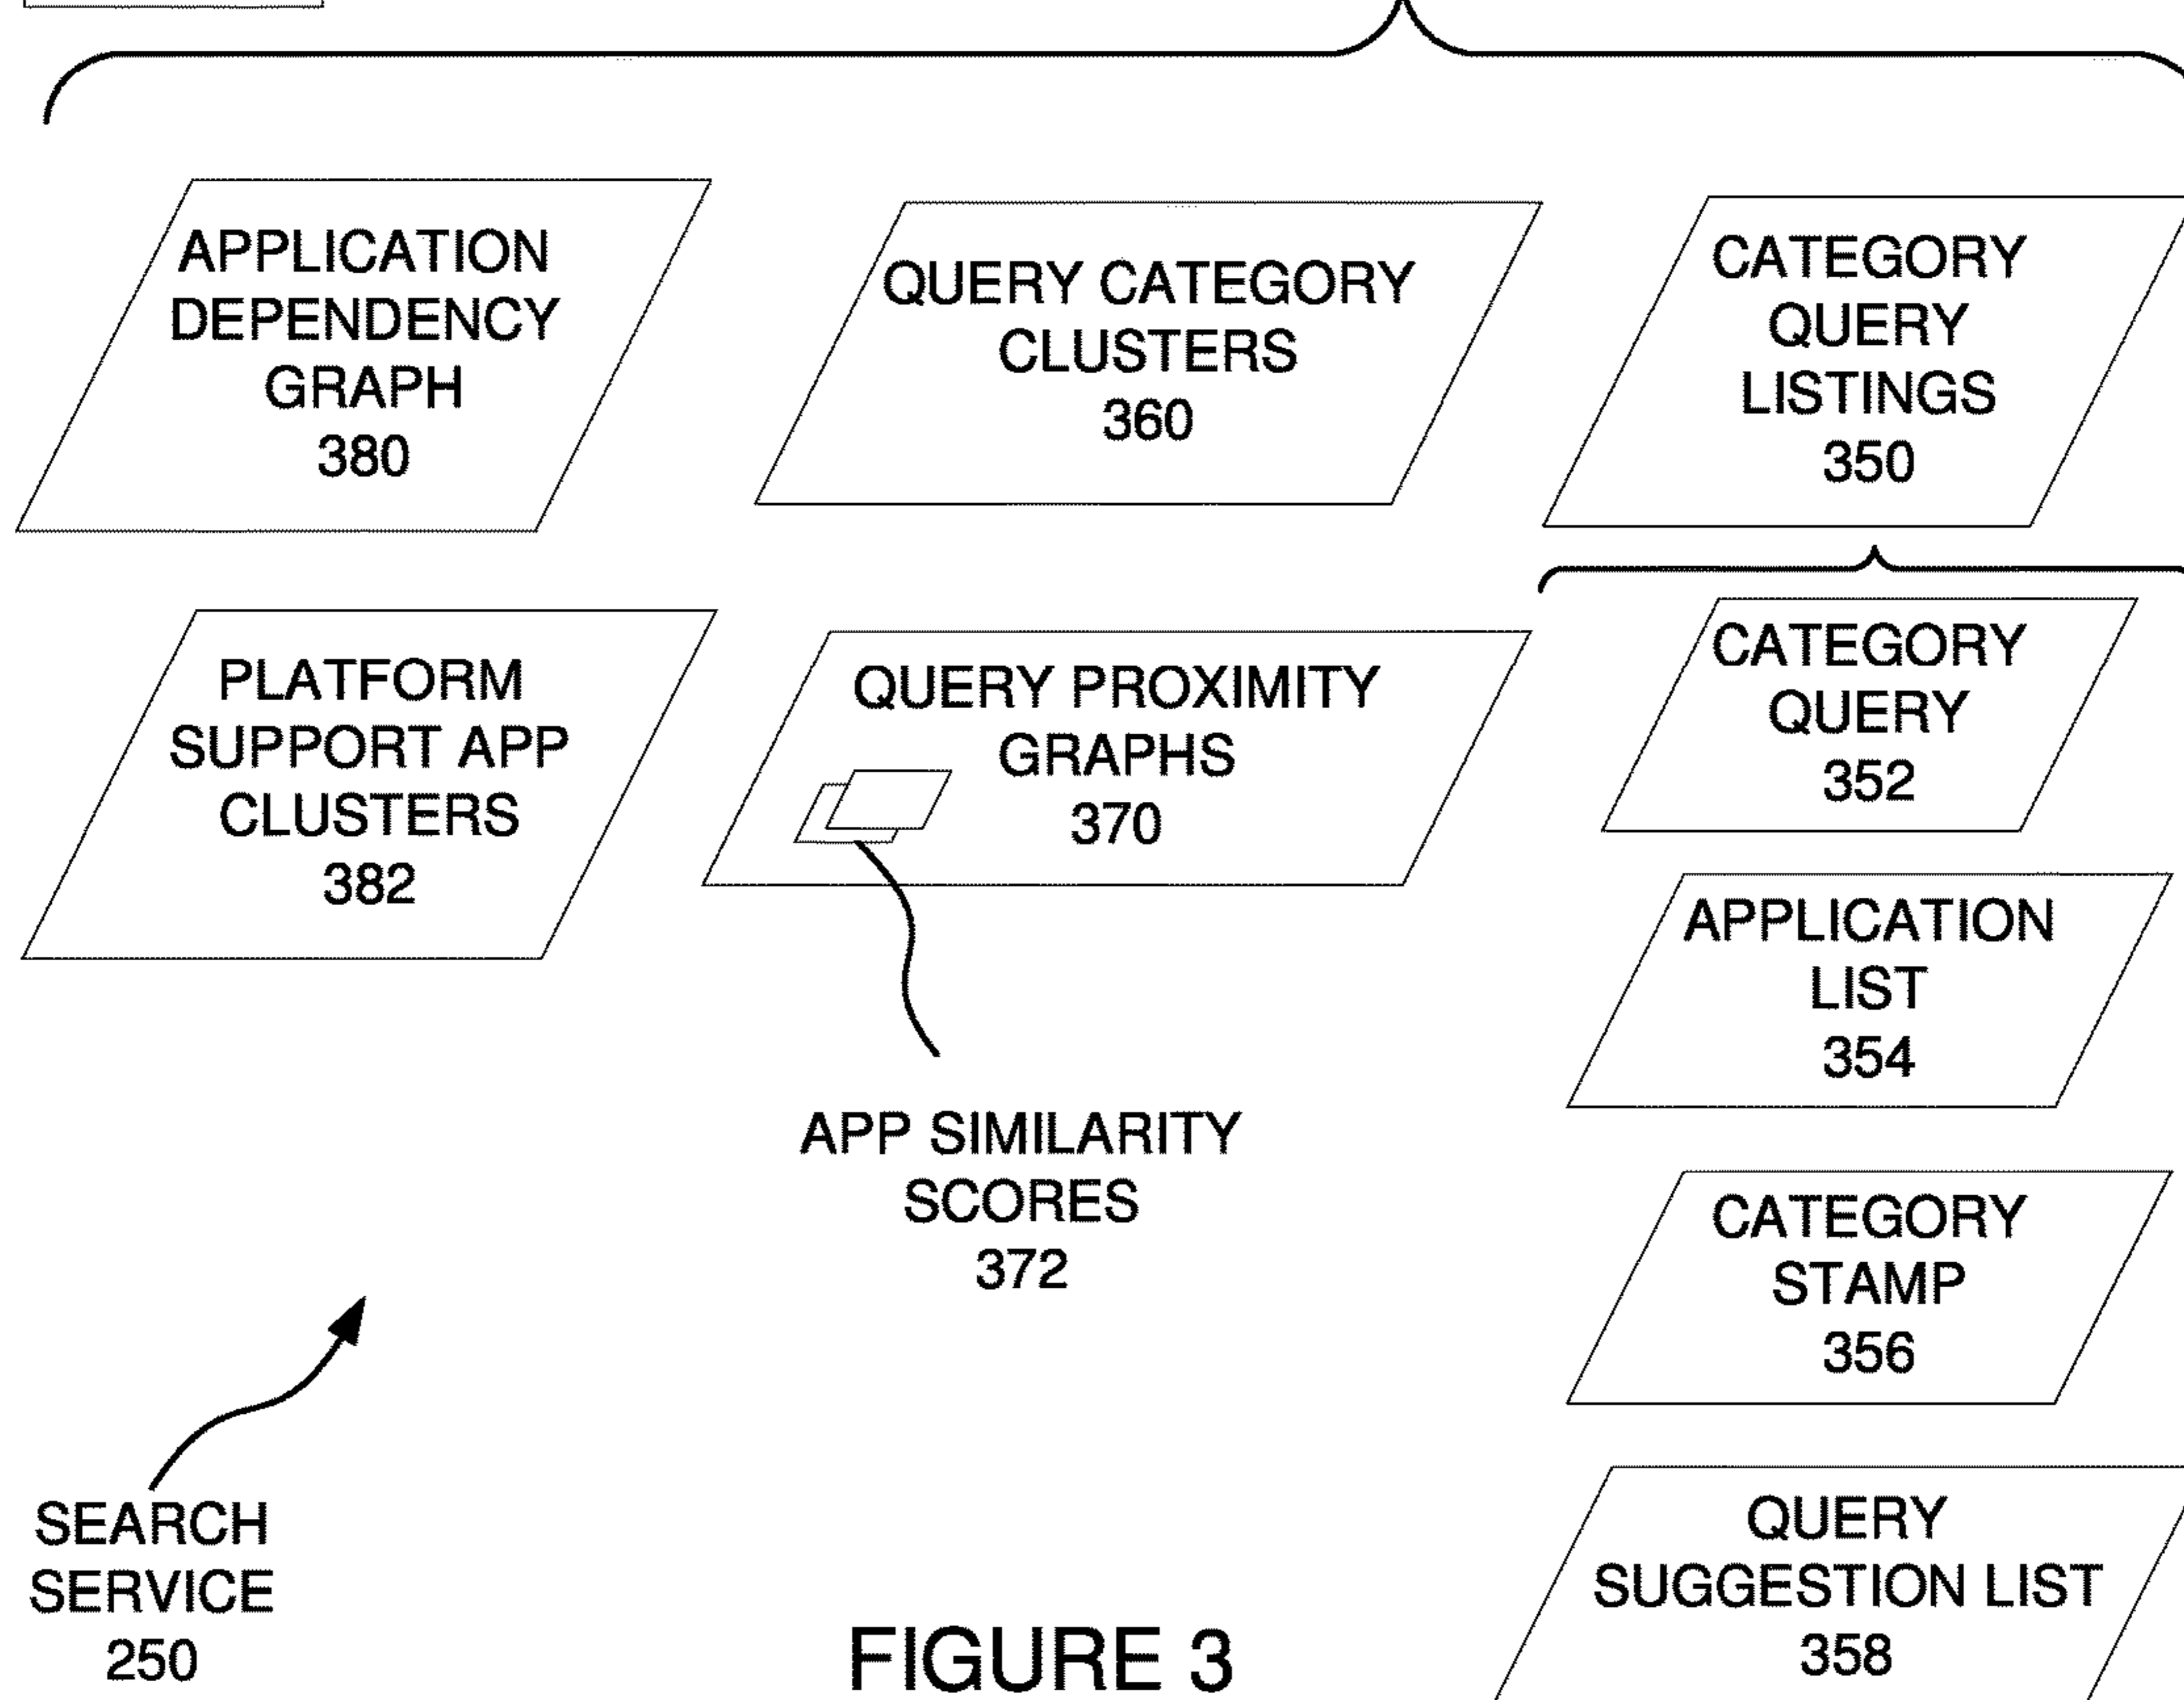 APPLICATION
DEPENDENCY
GRAPH
380
QUERY CATEGORY
CLUSTERS
360
CATEGORY
QUERY
LISTINGS
350
PLATFORM
SUPPORT APP
CLUSTERS
382
QUERY PROXIMITY
GRAPHS
370
CATEGORY
QUERY
352
APPLICATION
LIST
354
APP SIMILARITY
SCORES
372
CATEGORY
STAMP
356
SEARCH
SERVICE
250
QUERY
SUGGESTION LIST
358
FIGURE 3